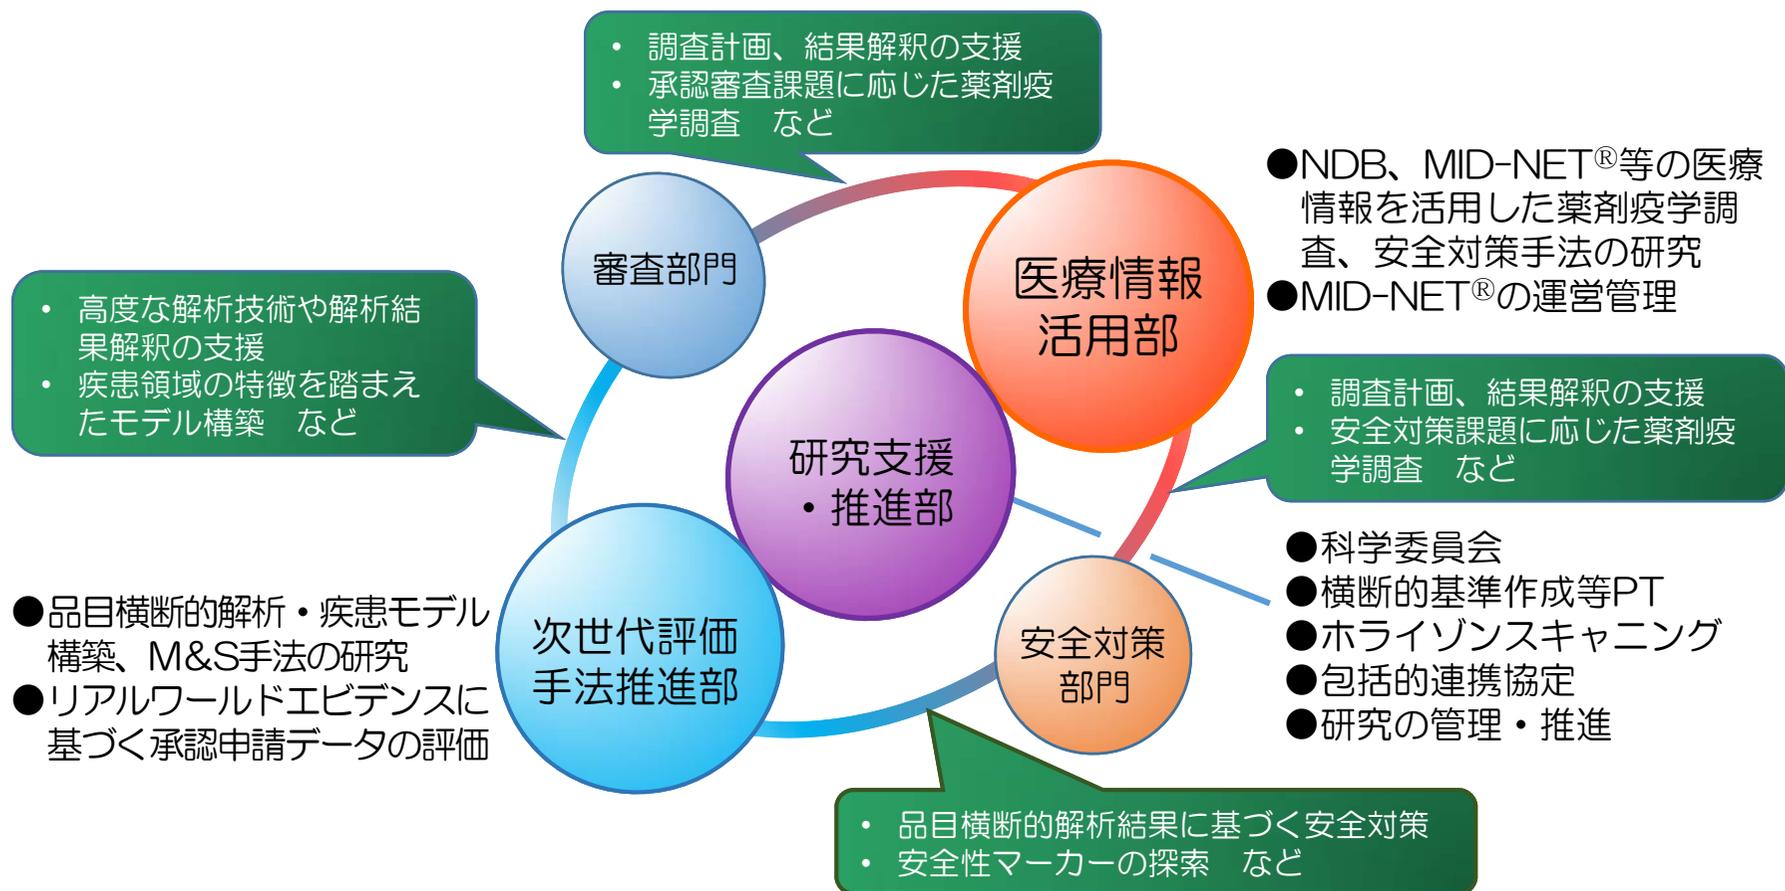 • 調査計画、結果解釈の支援
• 承認審査課題に応じた薬剤疫
学調査　など
●NDB、MID-NET®等の医療
情報を活用した薬剤疫学調
査、安全対策手法の研究
●MID-NET®の運営管理
審査部門
医療情報
活用部
• 高度な解析技術や解析結
果解釈の支援
• 疾患領域の特徴を踏まえ
たモデル構築　など
• 調査計画、結果解釈の支援
• 安全対策課題に応じた薬剤疫
学調査　など
研究支援
・推進部
●科学委員会
●横断的基準作成等PT
●ホライゾンスキャニング
●包括的連携協定
●研究の管理・推進
●品目横断的解析・疾患モデル
構築、M&S手法の研究
●リアルワールドエビデンスに
基づく承認申請データの評価
次世代評価
手法推進部
安全対策
部門
• 品目横断的解析結果に基づく安全対策
• 安全性マーカーの探索　など